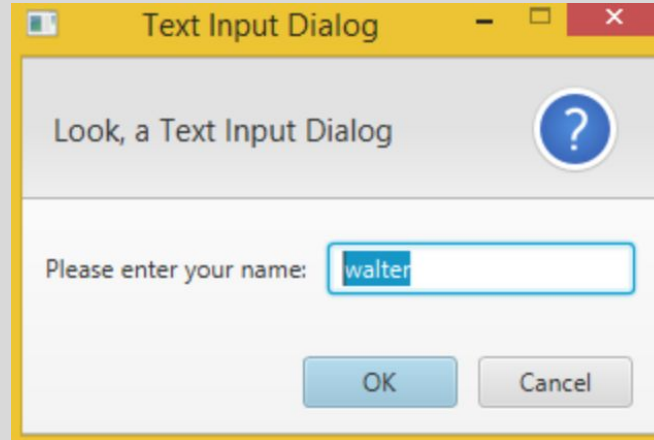 Text Input Dialog
Look, a Text Input Dialog
?
Please enter your name: walter
OK Cancel